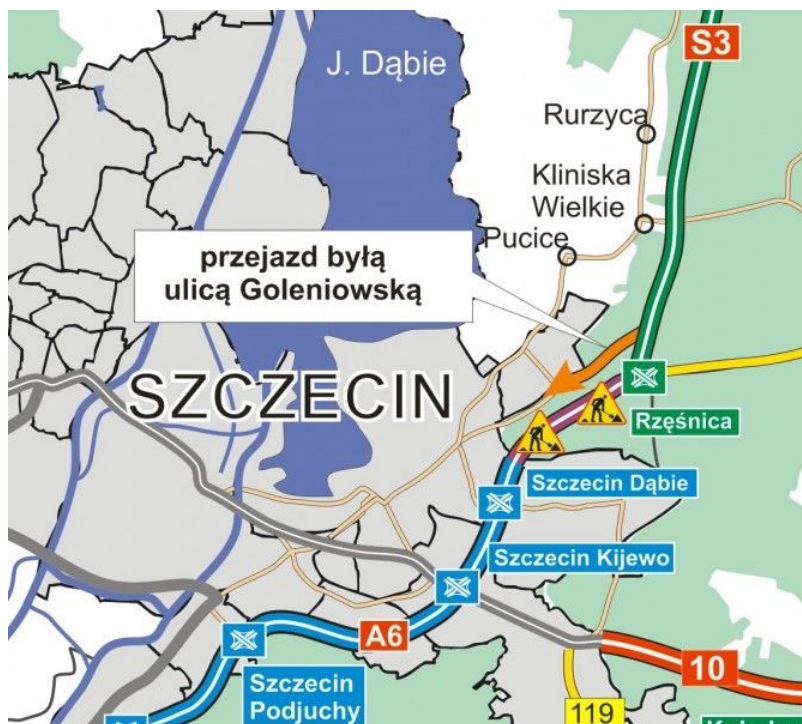 J. Dąbie
S3
Rurzyca
Kliniska
Wielkie
Pucice
przejazd byłą
ulicą Goleniowską
SZCZECIN
Rzęśnica
Szczecin Dąbie
Szczecin Kijewo
A6
10
Szczecin
Podjuchy
119